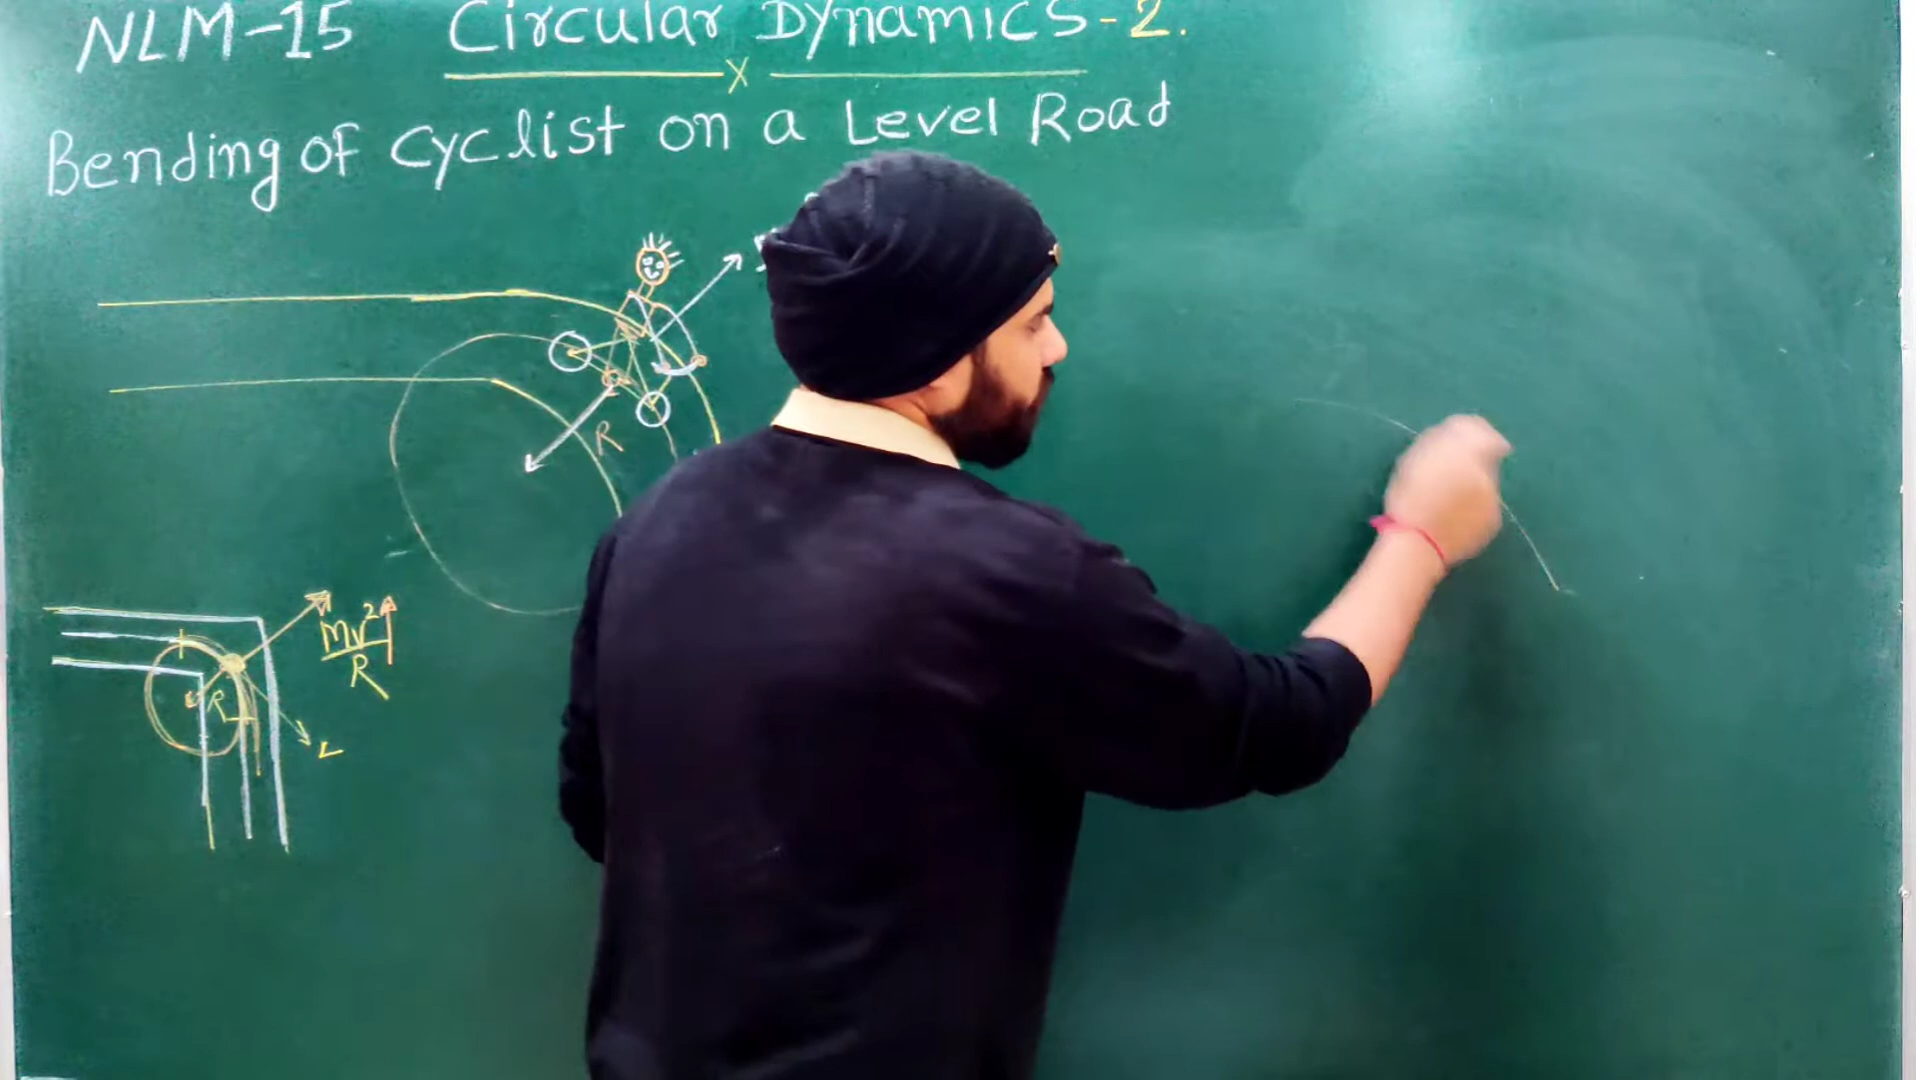 NLM-15 Circular Dynamics-2.
Bending of Cyclist on a Level Road
R
mv²
R
R